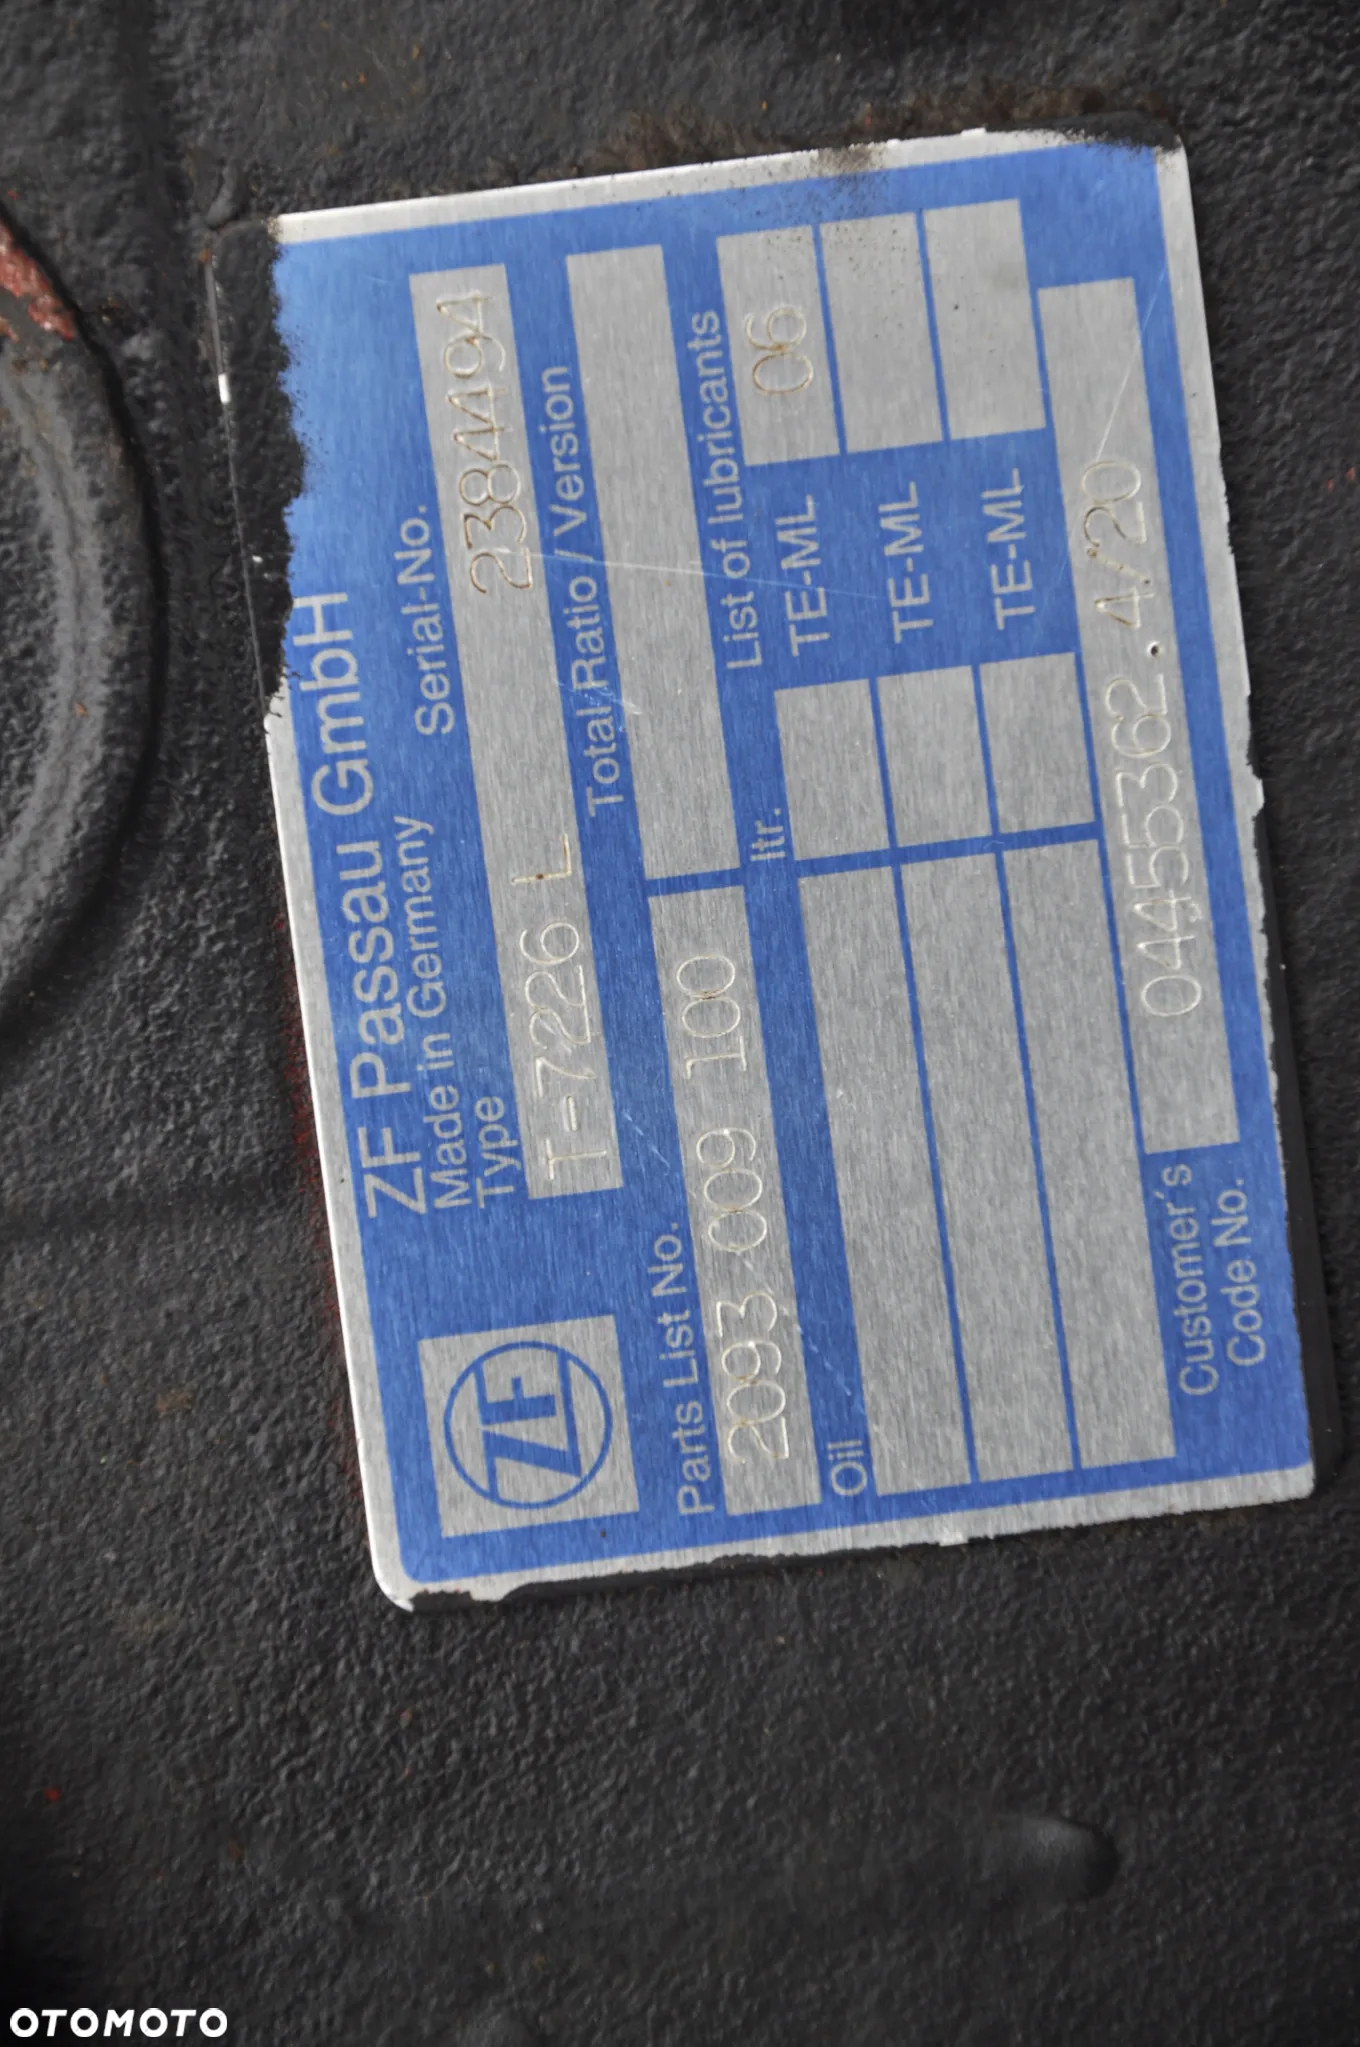 ZF
ZF Passau GmbH
Made in Germany
Type
Serial-No.
T-7226 L
2384494
Parts List No.
Total Ratio / Version
2093 009 100
Oil
ltr.
List of lubricants
TE-ML 06
TE-ML
TE-ML
Customer's
Code No.
04455362.4/20
OTOMOTO